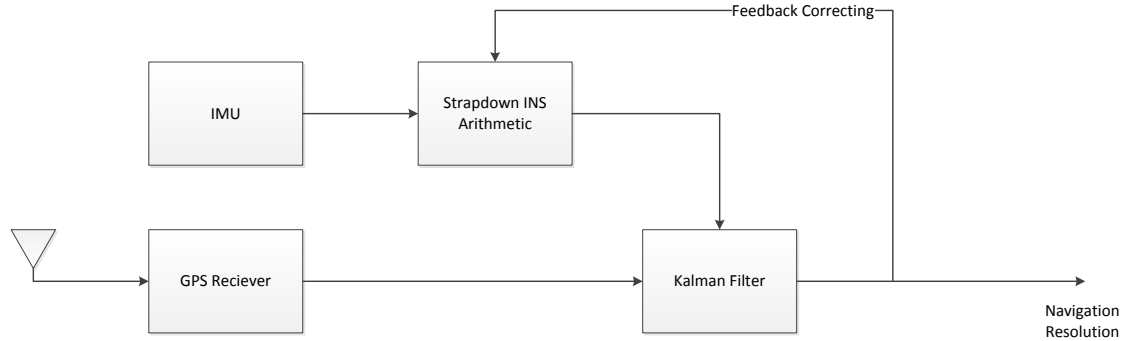 Feedback Correcting
IMU
Strapdown INS
Arithmetic
GPS Reciever
Kalman Filter
Navigation
Resolution